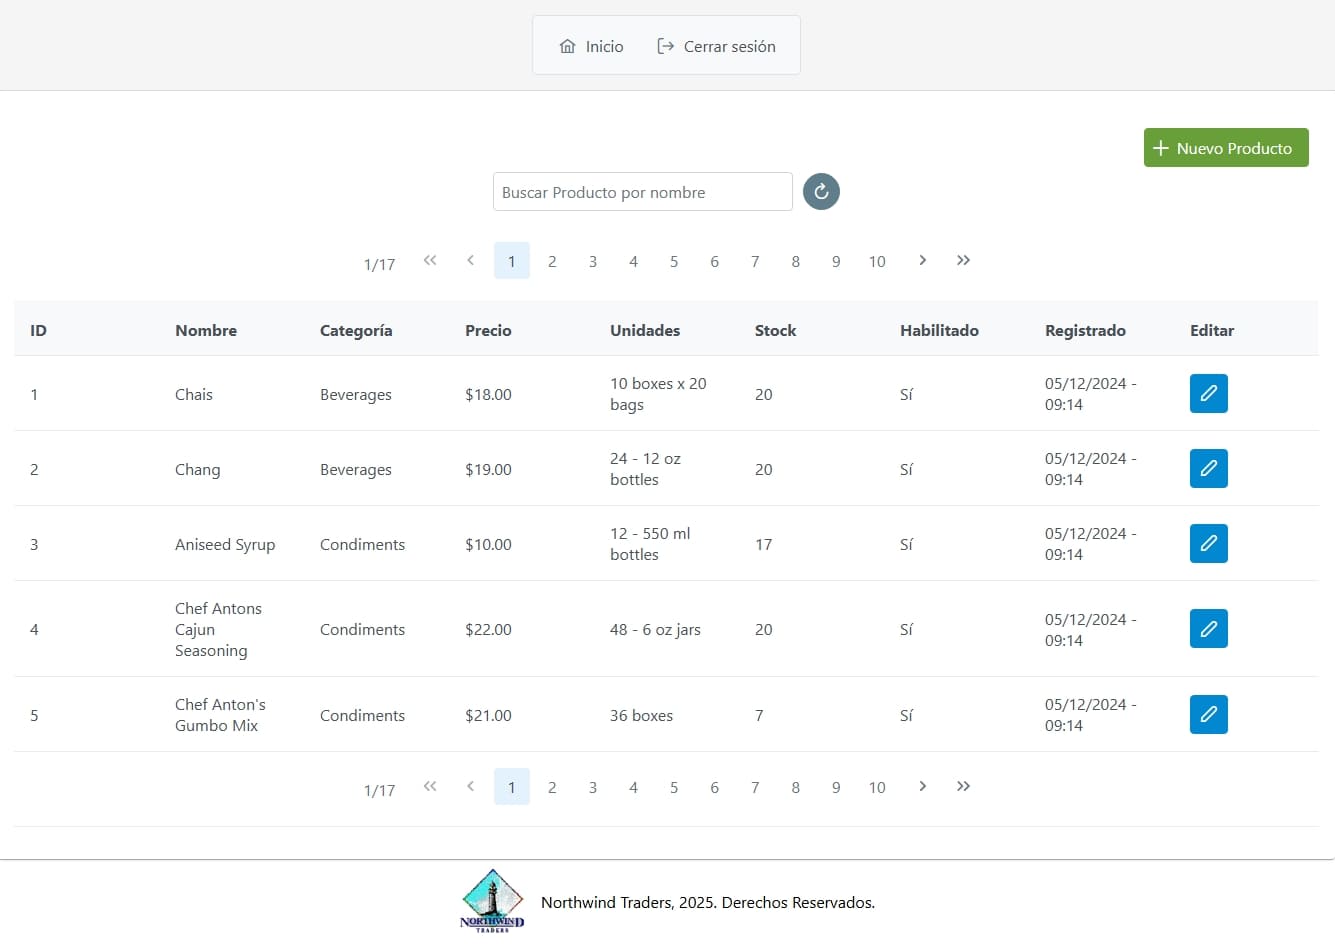 Inicio
Cerrar sesión
Nuevo Producto
Buscar Producto por nombre
1/17 1 2 3 4 5 6 7 8 9 10
ID Nombre Categoría Precio Unidades Stock Habilitado Registrado Editar
1 Chais Beverages $18.00 10 boxes x 20 bags 20 Sí 05/12/2024 - 09:14
2 Chang Beverages $19.00 24 - 12 oz bottles 20 Sí 05/12/2024 - 09:14
3 Aniseed Syrup Condiments $10.00 12 - 550 ml bottles 17 Sí 05/12/2024 - 09:14
4 Chef Antons Cajun Seasoning Condiments $22.00 48 - 6 oz jars 20 Sí 05/12/2024 - 09:14
5 Chef Anton's Gumbo Mix Condiments $21.00 36 boxes 7 Sí 05/12/2024 - 09:14
1/17 1 2 3 4 5 6 7 8 9 10
NORTHWIND
TRADERS
Northwind Traders, 2025. Derechos Reservados.